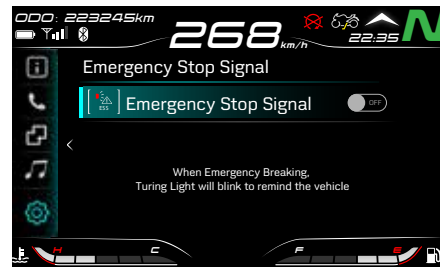 ODO: 223245km
268 km/h
22:35
N
Emergency Stop Signal
ESS
Emergency Stop Signal
OFF
When Emergency Breaking,
Turing Light will blink to remind the vehicle
H
C
F
E